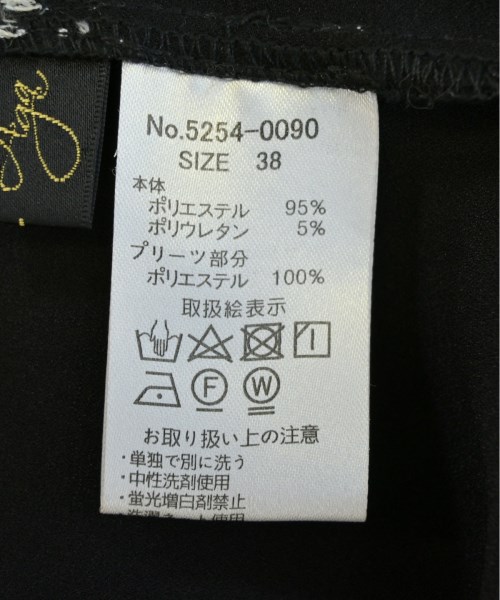 No.5254-0090
SIZE 38
本体
ポリエステル 95%
ポリウレタン 5%
プリーツ部分
ポリエステル 100%
取扱絵表示
F W
お取り扱い上の注意
・単独で別に洗う
・中性洗剤使用
・蛍光増白剤禁止